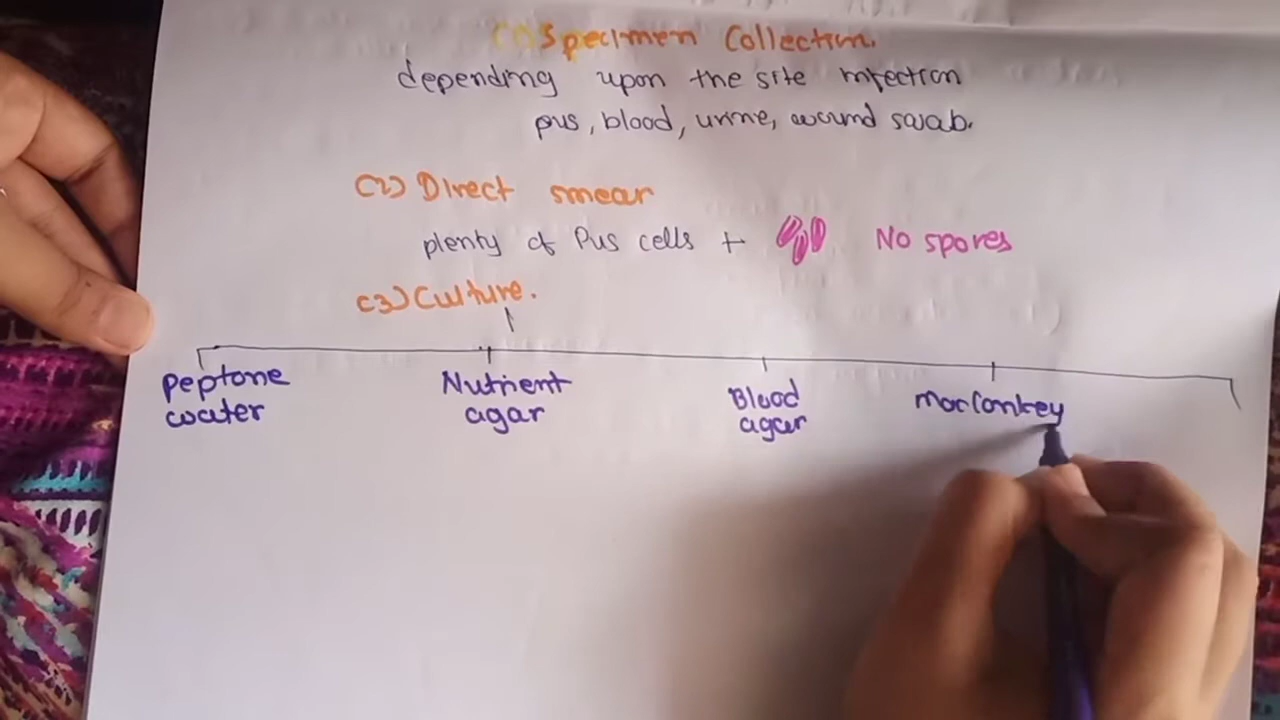 (1) Specimen Collection.
depending upon the site infection
pus, blood, urine, wound swab.
(2) Direct smear
plenty of Pus cells + No spores
(3) Culture.
Peptone water
Nutrient agar
Blood agar
MacConkey